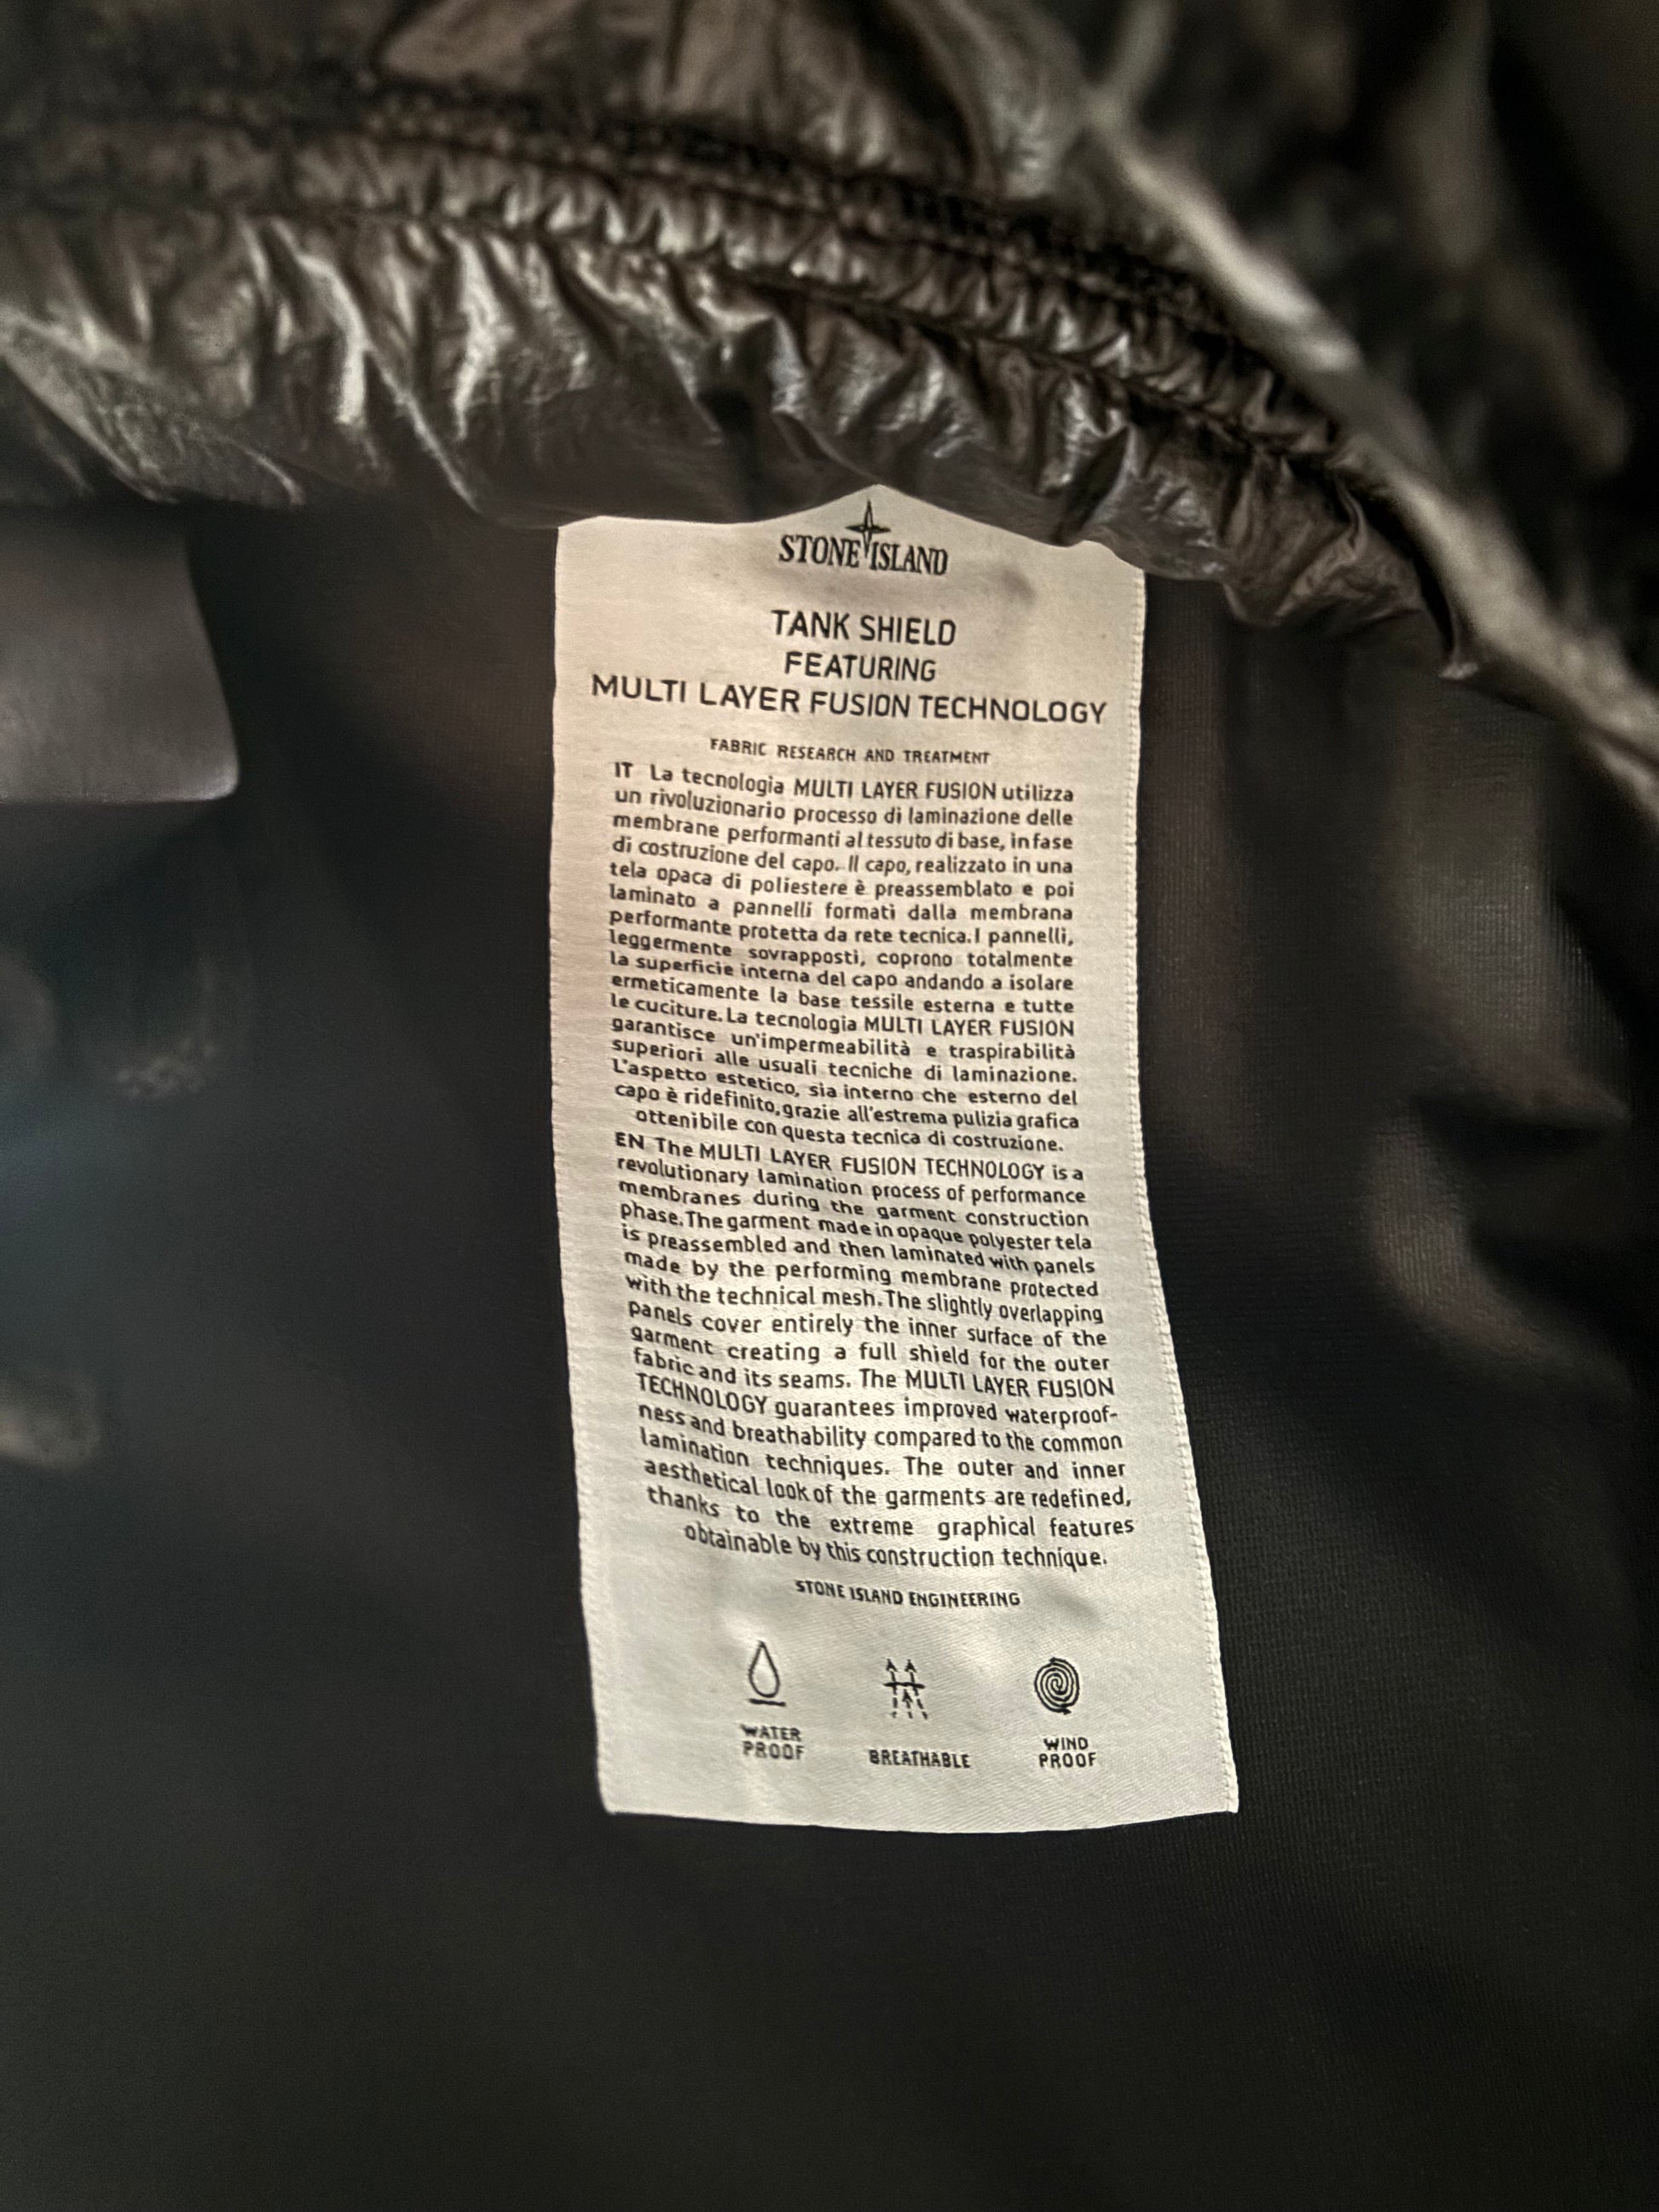 STONE ISLAND
TANK SHIELD
FEATURING
MULTI LAYER FUSION TECHNOLOGY
FABRIC RESEARCH AND TREATMENT
IT La tecnologia MULTI LAYER FUSION utilizza
un rivoluzionario processo di laminazione delle
membrane performanti al tessuto di base, in fase
di costruzione del capo. Il capo, realizzato in una
tela opaca di poliestere è preassemblato e poi
laminato a pannelli formati dalla membrana
performante protetta da rete tecnica. I pannelli,
leggermente sovrapposti, coprono totalmente
la superficie interna del capo andando a isolare
ermeticamente la base tessile esterna e tutte
le cuciture. La tecnologia MULTI LAYER FUSION
garantisce un'impermeabilità e traspirabilità
superiori alle usuali tecniche di laminazione.
L'aspetto estetico, sia interno che esterno del
capo è ridefinito, grazie all'estrema pulizia grafica
ottenibile con questa tecnica di costruzione.
EN The MULTI LAYER FUSION TECHNOLOGY is a
revolutionary lamination process of performance
membranes during the garment construction
phase. The garment made in opaque polyester tela
is preassembled and then laminated with panels
made by the performing membrane protected
with the technical mesh. The slightly overlapping
panels cover entirely the inner surface of the
garment creating a full shield for the outer
fabric and its seams. The MULTI LAYER FUSION
TECHNOLOGY guarantees improved waterproof-
ness and breathability compared to the common
lamination techniques. The outer and inner
aesthetical look of the garments are redefined,
thanks to the extreme graphical features
obtainable by this construction technique.
STONE ISLAND ENGINEERING
WATER
PROOF
BREATHABLE
WIND
PROOF